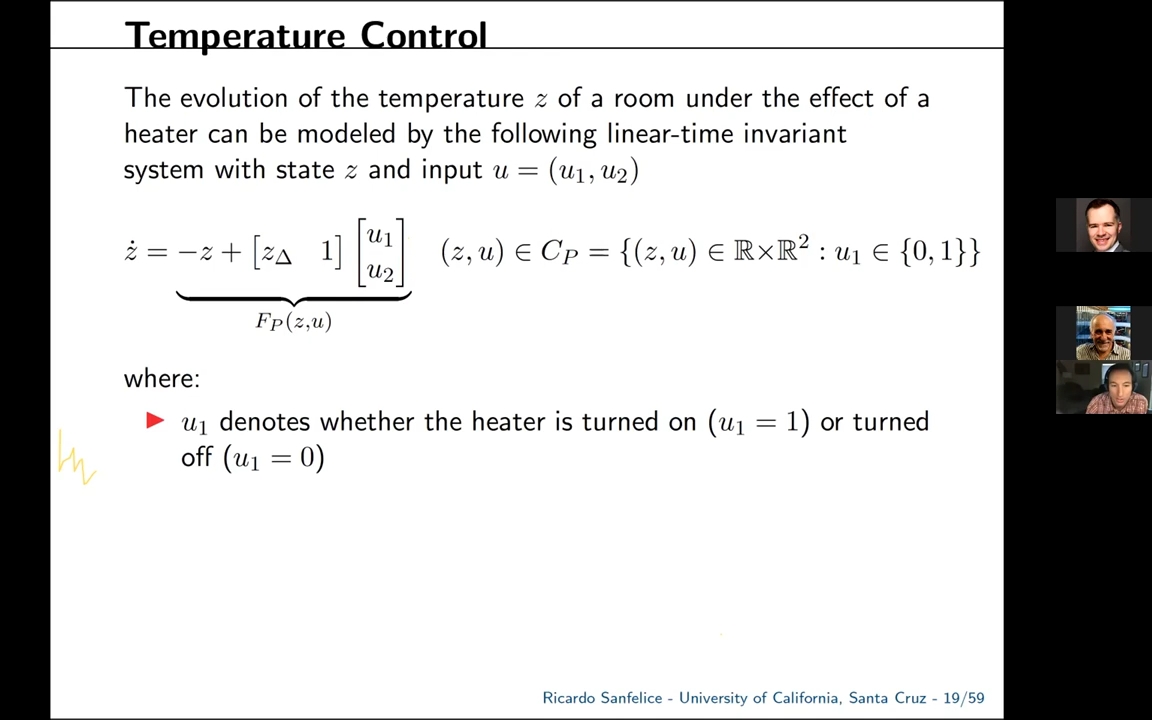 Temperature Control
The evolution of the temperature z of a room under the effect of a
heater can be modeled by the following linear-time invariant
system with state z and input u = (u₁, u₂)
ż = −z + [z_Δ 1] [u₁ u₂] (z, u) ∈ C_P = {(z, u) ∈ ℝ×ℝ² : u₁ ∈ {0, 1}}
F_P(z,u)
where:
▶ u₁ denotes whether the heater is turned on (u₁ = 1) or turned
off (u₁ = 0)
Ricardo Sanfelice - University of California, Santa Cruz - 19/59